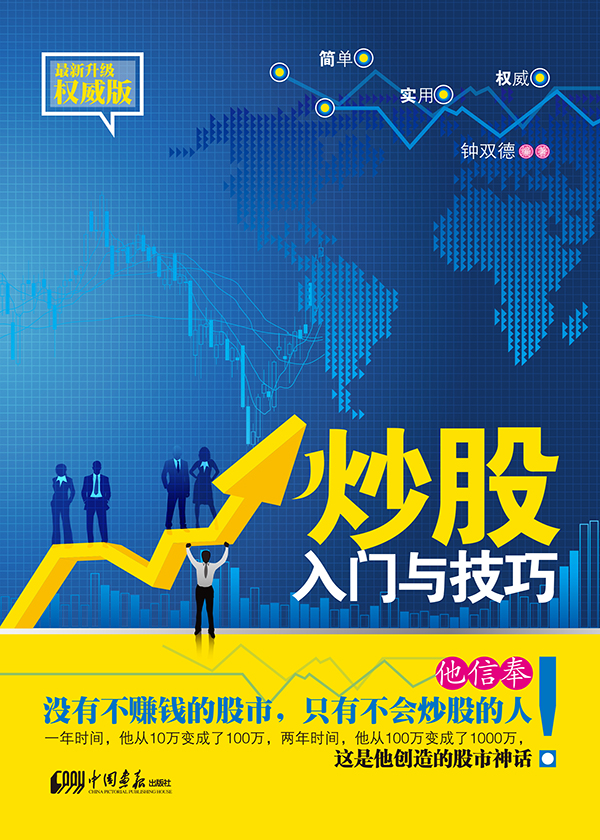 最新升级
权威版
简单
实用
权威
钟双德 编著
炒股
入门与技巧
他信奉
没有不赚钱的股市，只有不会炒股的人！
一年时间，他从10万变成了100万，两年时间，他从100万变成了1000万，
这是他创造的股市神话
中国画报出版社
CHINA PICTORIAL PUBLISHING HOUSE